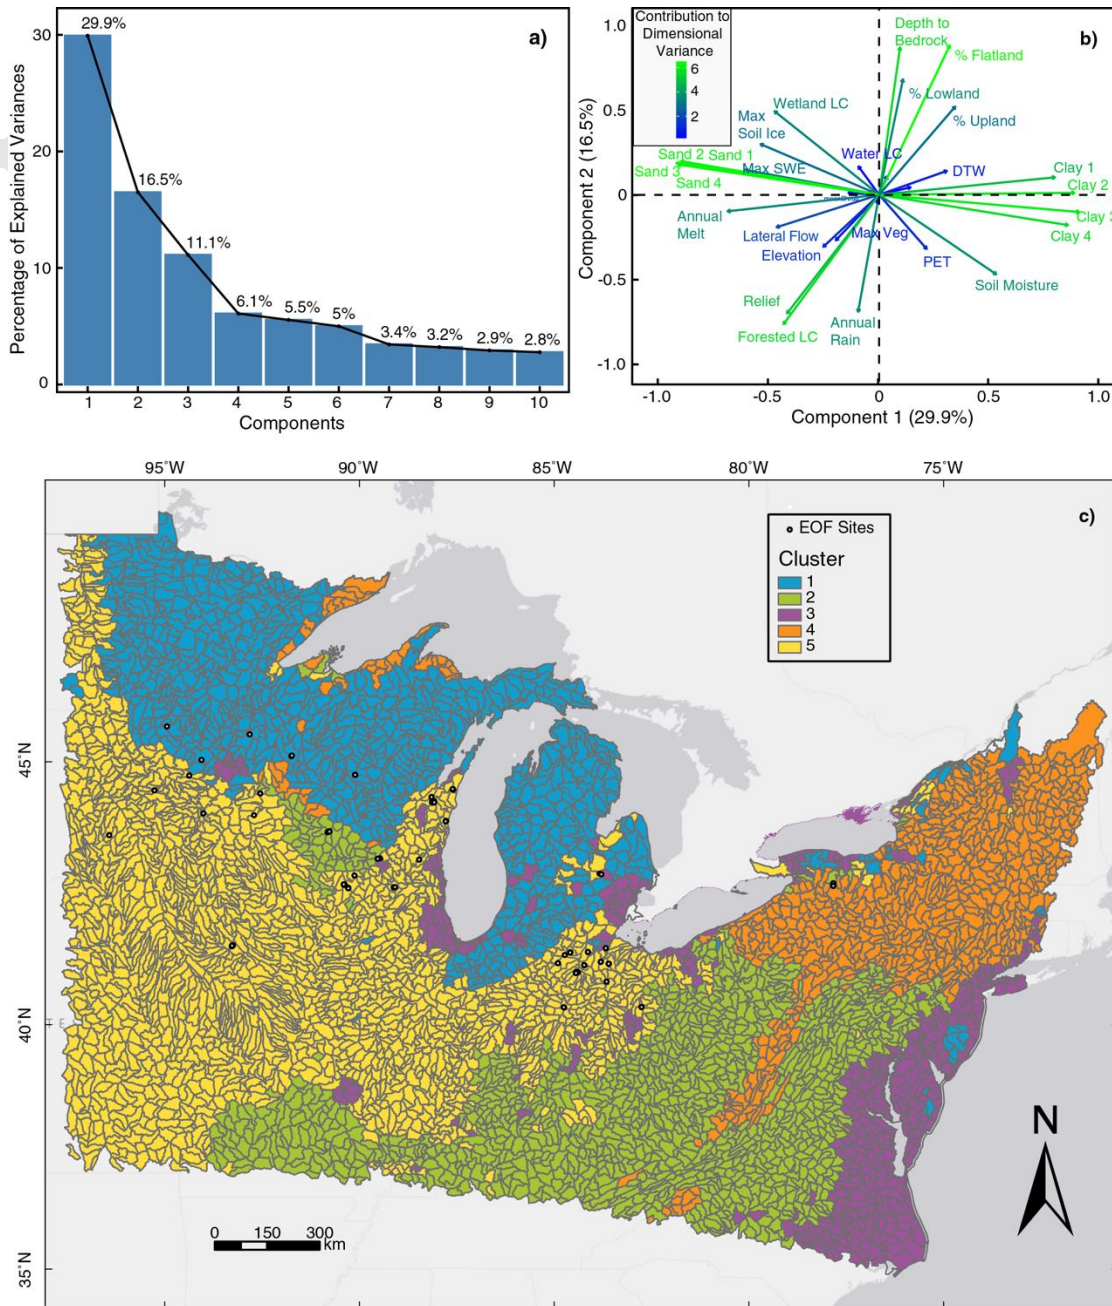 a)
Percentage of Explained Variances
30
20
10
0
29.9%
16.5%
11.1%
6.1%
5.5%
5%
3.4%
3.2%
2.9%
2.8%
1 2 3 4 5 6 7 8 9 10
Components
b)
Contribution to
Dimensional
Variance
6
4
2
Component 2 (16.5%)
1.0
0.5
0
-0.5
-1.0
Depth to
Bedrock
% Flatland
% Lowland
% Upland
Wetland LC
Max
Soil Ice
Water LC
Sand 2
Sand 1
Sand 3
Sand 4
Max SWE
DTW
Clay 1
Clay 2
Clay 3
Clay 4
Annual
Melt
Lateral Flow
Elevation
Max Veg
PET
Soil Moisture
Relief
Forested LC
Annual
Rain
-1.0 -0.5 0 0.5 1.0
Component 1 (29.9%)
95°W 90°W 85°W 80°W 75°W
c)
EOF Sites
Cluster
1
2
3
4
5
45°N
40°N
35°N
N
0 150 300
km